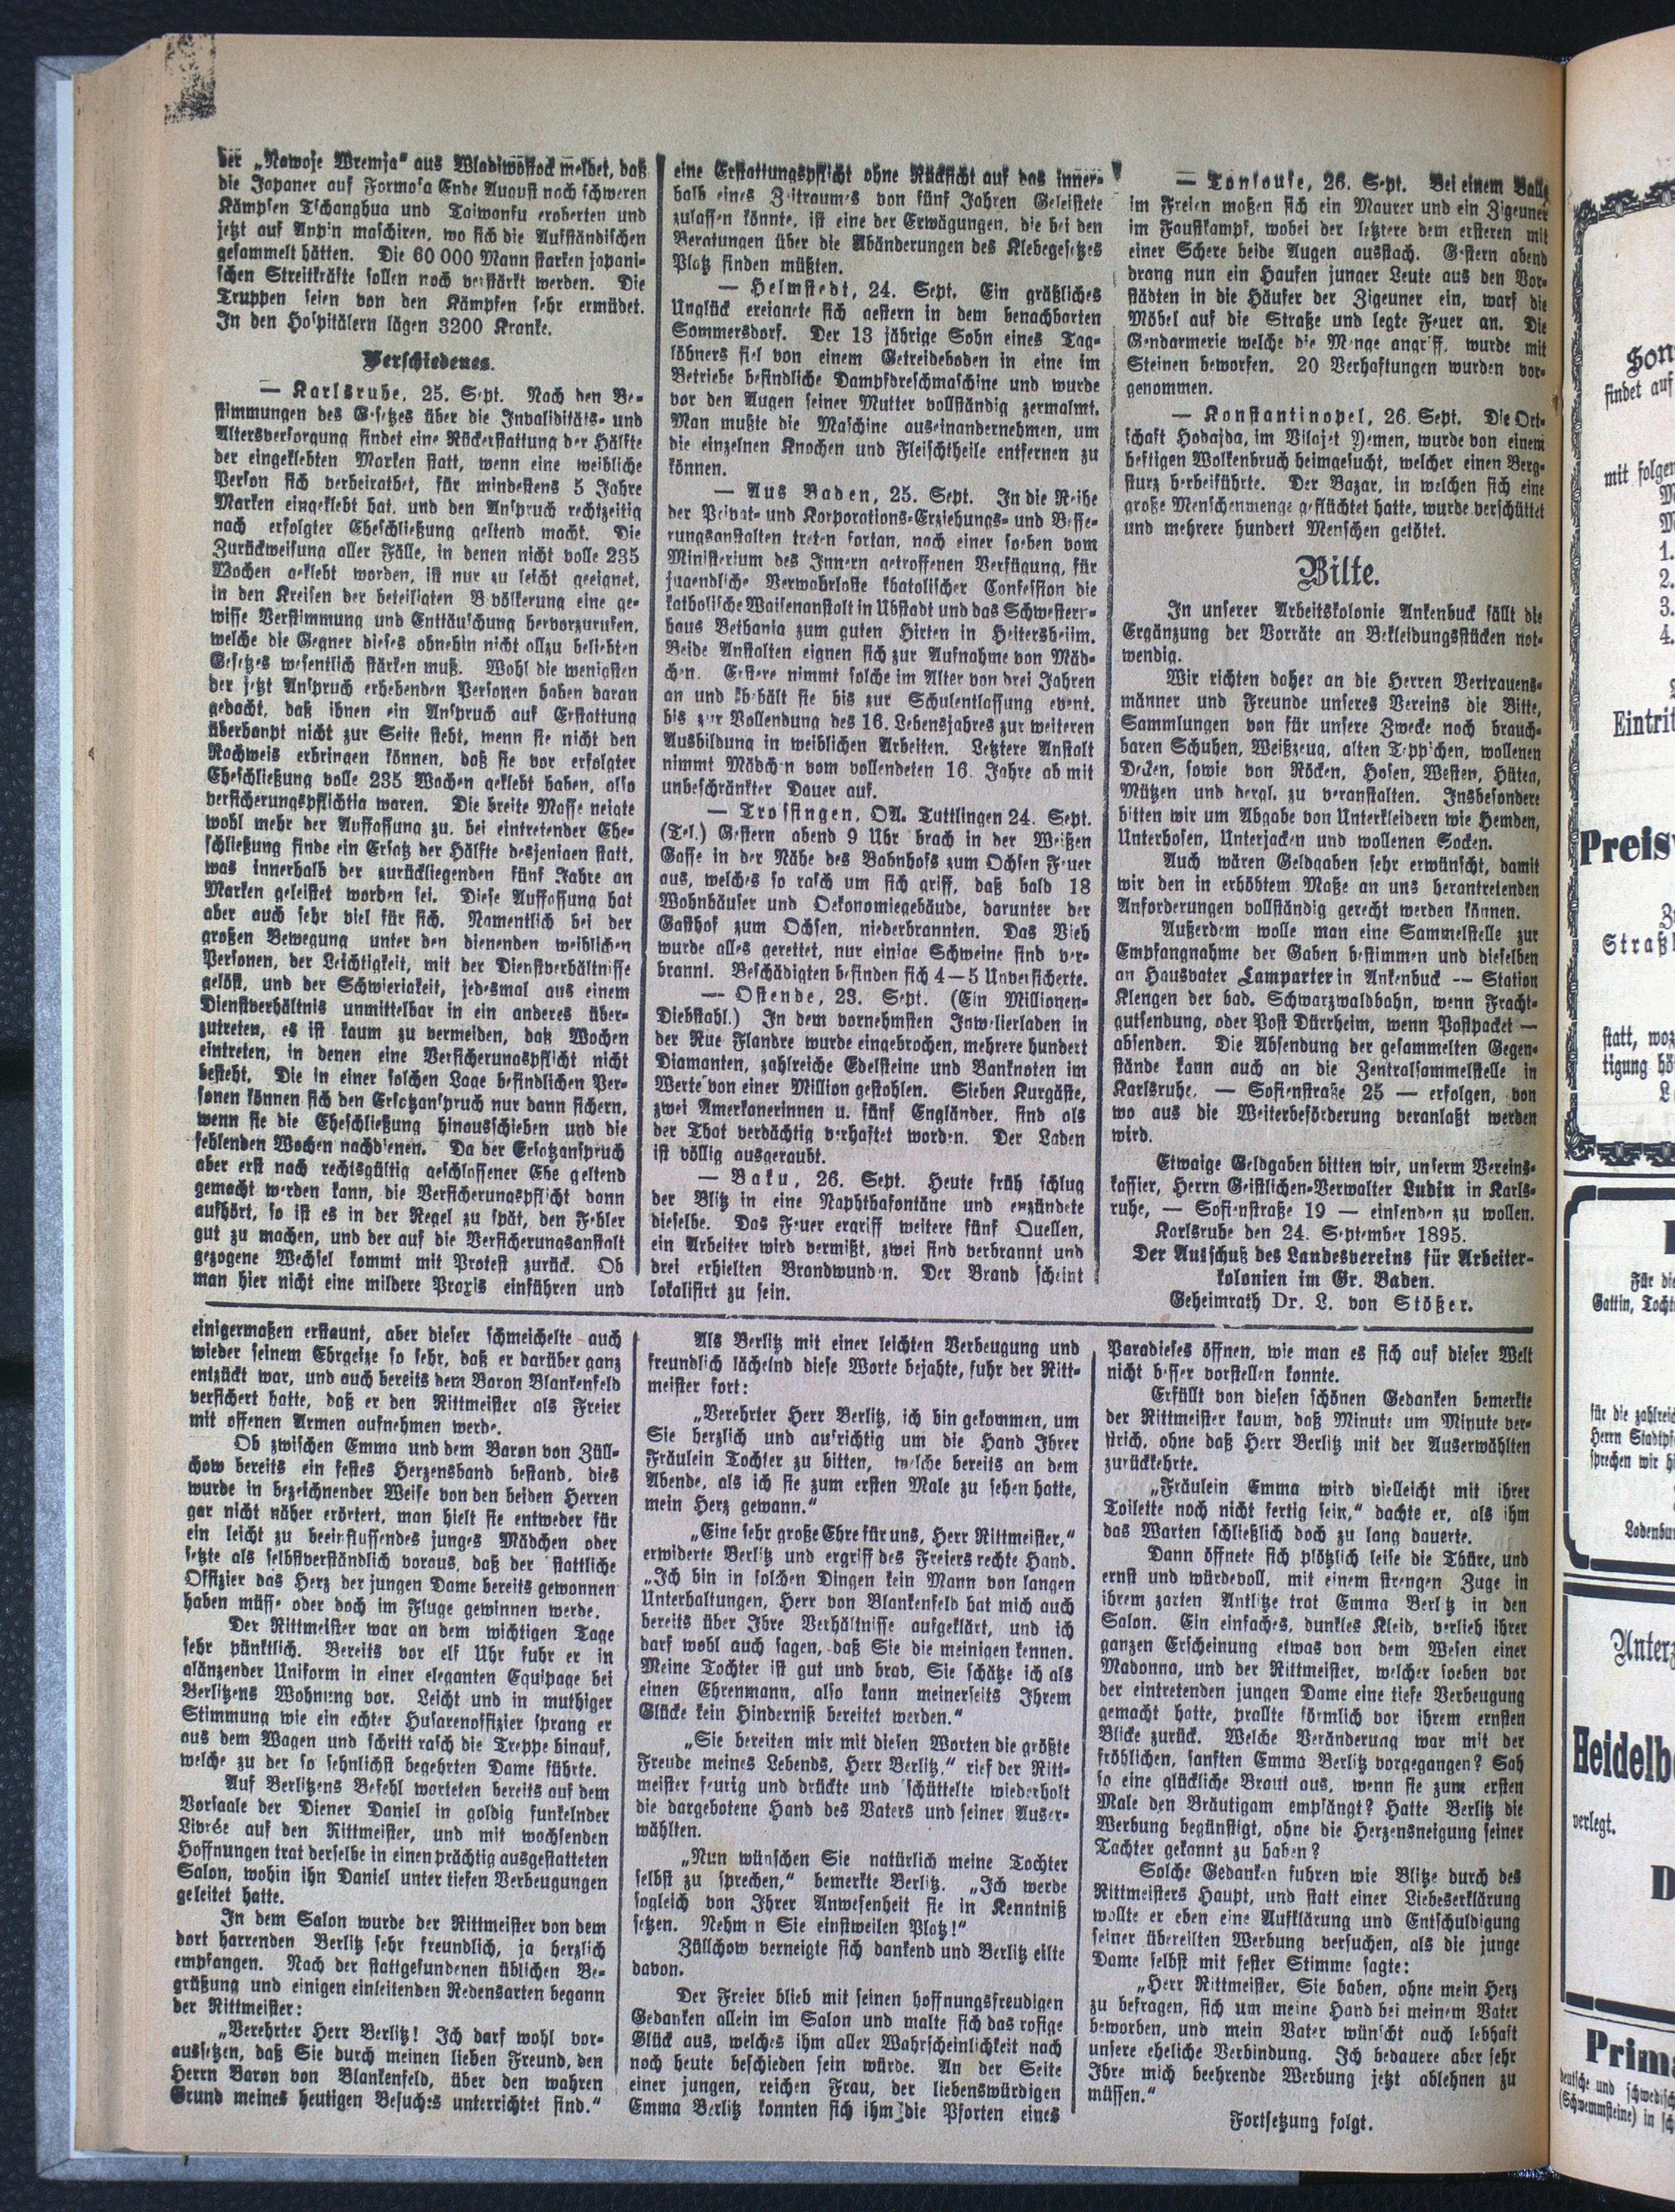 der „Nowoje Wremja“ aus Wladiwostock meldet, daß
die Japaner auf Formosa Ende August nach schweren
Kämpfen Tschanghua und Taiwanfu eroberten und
jetzt auf Anpin maschiren, wo sich die Aufständischen
gesammelt hätten. Die 60 000 Mann starken japani-
schen Streitkräfte sollen noch verstärkt werden. Die
Truppen seien von den Kämpfen sehr ermüdet.
In den Hospitälern lägen 3200 Kranke.
Verschiedenes.
— Karlsruhe, 25. Sept. Nach den Be-
stimmungen des Gesetzes über die Invaliditäts- und
Altersversorgung findet eine Rückerstattung der Hälfte
der eingeklebten Marken statt, wenn eine weibliche
Person sich verheirathet, für mindestens 5 Jahre
Marken eingeklebt hat, und den Anspruch rechtzeitig
nach erfolgter Eheschließung geltend macht. Die
Zurückweisung aller Fälle, in denen nicht volle 235
Wochen geklebt worden, ist nur zu leicht geeignet,
in den Kreisen der beteiligten Bevölkerung eine ge-
wisse Verstimmung und Enttäuschung hervorzurufen,
welche die Gegner dieses ohnehin nicht allzu beliebten
Gesetzes wesentlich stärken muß. Wohl die wenigsten
der jetzt Anspruch erhebenden Personen haben daran
gedacht, daß ihnen ein Anspruch auf Erstattung
überhaupt nicht zur Seite steht, wenn sie nicht den
Nachweis erbringen können, daß sie vor erfolgter
Eheschließung volle 235 Wochen geklebt haben, also
versicherungspflichtig waren. Die breite Masse neigte
wohl mehr der Auffassung zu, bei eintretender Ehe-
schließung finde ein Ersatz der Hälfte desjenigen statt,
was innerhalb der zurückliegenden fünf Jahre an
Marken geleistet worden sei. Diese Auffassung hat
aber auch sehr viel für sich. Namentlich bei der
großen Bewegung unter den dienenden weiblichen
Personen, der Leichtigkeit, mit der Dienstverhältnisse
gelöst, und der Schwierigkeit, jedesmal aus einem
Dienstverhältnis unmittelbar in ein anderes über-
zutreten, es ist kaum zu vermeiden, daß Wochen
eintreten, in denen eine Versicherungspflicht nicht
besteht. Die in einer solchen Lage befindlichen Per-
sonen können sich den Ersatzanspruch nur dann sichern,
wenn sie die Eheschließung hinausschieben und die
fehlenden Wochen nachdienen. Da der Ersatzanspruch
aber erst nach rechtsgültig geschlossener Ehe geltend
gemacht werden kann, die Versicherungspflicht dann
aufhört, so ist es in der Regel zu spät, den Fehler
gut zu machen, und der auf die Versicherungsanstalt
gezogene Wechsel kommt mit Protest zurück. Ob
man hier nicht eine mildere Praxis einführen und
eine Erstattungspflicht ohne Rücksicht auf das inner-
halb eines Zeitraumes von fünf Jahren Geleistete
zulassen könnte, ist eine der Erwägungen, die bei den
Beratungen über die Abänderungen des Klebegesetzes
Platz finden müßten.
— Helmstedt, 24. Sept. Ein gräßliches
Unglück ereignete sich gestern in dem benachbarten
Sommersdorf. Der 13 jährige Sohn eines Tag-
löhners fiel von einem Getreideboden in eine im
Betriebe befindliche Dampfdreschmaschine und wurde
vor den Augen seiner Mutter vollständig zermalmt.
Man mußte die Maschine auseinandernehmen, um
die einzelnen Knochen und Fleischtheile entfernen zu
können.
— Aus Baden, 25. Sept. In die Reihe
der Privat- und Korporations-Erziehungs- und Besse-
rungsanstalten treten fortan, nach einer soeben vom
Ministerium des Innern getroffenen Verfügung, für
jugendliche Verwahrloste khatolischer Confession die
katholische Waisenanstalt in Ubstadt und das Schwestern-
haus Bethania zum guten Hirten in Heitersheiim.
Beide Anstalten eignen sich zur Aufnahme von Mäd-
chen. Erstere nimmt solche im Alter von drei Jahren
an und behält sie bis zur Schulentlassung event.
bis zur Vollendung des 16. Lebensjahres zur weiteren
Ausbildung in weiblichen Arbeiten. Letztere Anstalt
nimmt Mädchen vom vollendeten 16. Jahre ab mit
unbeschränkter Dauer auf.
— Trossingen, OA. Tuttlingen 24. Sept.
(Tel.) Gestern abend 9 Uhr brach in der Weißen
Gasse in der Nähe des Bahnhofs zum Ochsen Feuer
aus, welches so rasch um sich griff, daß bald 18
Wohnhäuser und Oekonomiegebäude, darunter der
Gasthof zum Ochsen, niederbrannten. Das Vieh
wurde alles gerettet, nur einige Schweine sind ver-
brannt. Beschädigten befinden sich 4—5 Unversicherte.
— Ostende, 23. Sept. (Ein Millionen-
Diebstahl.) In dem vornehmsten Juwelierladen in
der Rue Flandre wurde eingebrochen, mehrere hundert
Diamanten, zahlreiche Edelsteine und Banknoten im
Werte von einer Million gestohlen. Sieben Kurgäste,
zwei Amerkanerinnen u. fünf Engländer, sind als
der That verdächtig verhaftet worden. Der Laden
ist völlig ausgeraubt.
— Baku, 26. Sept. Heute früh schlug
der Blitz in eine Naphthafontäne und enzündete
dieselbe. Das Feuer ergriff weitere fünf Quellen,
ein Arbeiter wird vermißt, zwei sind verbrannt und
drei erhielten Brandwunden. Der Brand scheint
lokalisirt zu sein.
— Tonloule, 26. Sept. Bei einem Balle
im Freien maßen sich ein Maurer und ein Zigeuner
im Faustkampf, wobei der letztere dem ersteren mit
einer Schere beide Augen ausstach. Gestern abend
drang nun ein Haufen junger Leute aus den Vor-
städten in die Häuser der Zigeuner ein, warf die
Möbel auf die Straße und legte Feuer an. Die
Gendarmerie welche die Menge angriff, wurde mit
Steinen beworfen. 20 Verhaftungen wurden vor-
genommen.
— Konstantinopel, 26. Sept. Die Ort-
schaft Hodajda, im Vilajet Yemen, wurde von einem
heftigen Wolkenbruch heimgesucht, welcher einen Berg-
sturz herbeiführte. Der Bazar, in welchen sich eine
große Menschenmenge geflüchtet hatte, wurde verschüttet
und mehrere hundert Menschen getötet.
Bitte.
In unserer Arbeitskolonie Ankenbuck fällt die
Ergänzung der Vorräte an Bekleidungsstücken not-
wendig.
Wir richten daher an die Herren Vertrauens-
männer und Freunde unseres Vereins die Bitte,
Sammlungen von für unsere Zwecke noch brauch-
baren Schuhen, Weißzeug, alten Teppichen, wollenen
Decken, sowie von Röcken, Hosen, Westen, Hüten,
Mützen und dergl. zu veranstalten. Insbesondere
bitten wir um Abgabe von Unterkleidern wie Hemden,
Unterhosen, Unterjacken und wollenen Socken.
Auch wären Geldgaben sehr erwünscht, damit
wir den in erhöhtem Maße an uns herantretenden
Anforderungen vollständig gerecht werden können.
Außerdem wolle man eine Sammelstelle zur
Empfangnahme der Gaben bestimmen und dieselben
an Hausvater Lamparter in Ankenbuck -- Station
Klengen der bad. Schwarzwaldbahn, wenn Fracht-
gutsendung, oder Post Dürrheim, wenn Postpacket —
absenden. Die Absendung der gesammelten Gegen-
stände kann auch an die Zentralsammelstelle in
Karlsruhe, — Sofienstraße 25 — erfolgen, von
wo aus die Weiterbeförderung veranlaßt werden
wird.
Etwaige Geldgaben bitten wir, unserm Vereins-
kassier, Herrn Geistlichen-Verwalter Ludin in Karls-
ruhe, — Sofienstraße 19 — einsenden zu wollen.
Karlsruhe den 24. September 1895.
Der Ausschuß des Landesvereins für Arbeiter-
kolonien im Gr. Baden.
Geheimrath Dr. L. von Stößer.
einigermaßen erstaunt, aber dieser schmeichelte auch
wieder seinem Ehrgeize so sehr, daß er darüber ganz
entzückt war, und auch bereits dem Baron Blankenfeld
versichert hatte, daß er den Rittmeister als Freier
mit offenen Armen aufnehmen werde.
Ob zwischen Emma und dem Baron von Züll-
chow bereits ein festes Herzensband bestand, dies
wurde in bezeichnender Weise von den beiden Herren
gar nicht näher erörtert, man hielt sie entweder für
ein leicht zu beeinflussendes junges Mädchen oder
setzte als selbstverständlich voraus, daß der stattliche
Offizier das Herz der jungen Dame bereits gewonnen
haben müsse oder doch im Fluge gewinnen werde.
Der Rittmeister war an dem wichtigen Tage
sehr pünktlich. Bereits vor elf Uhr fuhr er in
glänzender Uniform in einer eleganten Equipage bei
Berlitzens Wohnung vor. Leicht und in muthiger
Stimmung wie ein echter Husarenoffizier sprang er
aus dem Wagen und schritt rasch die Treppe hinauf,
welche zu der so sehnlichst begehrten Dame führte.
Auf Berlitzens Befehl warteten bereits auf dem
Vorsaale der Diener Daniel in goldig funkelnder
Livrée auf den Rittmeister, und mit wachsenden
Hoffnungen trat derselbe in einen prächtig ausgestatteten
Salon, wohin ihn Daniel unter tiefen Verbeugungen
geleitet hatte.
In dem Salon wurde der Rittmeister von dem
dort harrenden Berlitz sehr freundlich, ja herzlich
empfangen. Nach der stattgefundenen üblichen Be-
grüßung und einigen einleitenden Redensarten begann
der Rittmeister:
„Verehrter Herr Berlitz! Ich darf wohl vor-
aussetzen, daß Sie durch meinen lieben Freund, den
Herrn Baron von Blankenfeld, über den wahren
Grund meines heutigen Besuches unterrichtet sind.“
Als Berlitz mit einer leichten Verbeugung und
freundlich lächelnd diese Worte bejahte, fuhr der Ritt-
meister fort:
„Verehrter Herr Berlitz, ich bin gekommen, um
Sie herzlich und aufrichtig um die Hand Ihrer
Fräulein Tochter zu bitten, welche bereits an dem
Abende, als ich sie zum ersten Male zu sehen hatte,
mein Herz gewann.“
„Eine sehr große Ehre für uns, Herr Rittmeister,“
erwiderte Berlitz und ergriff des Freiers rechte Hand.
„Ich bin in solchen Dingen kein Mann von langen
Unterhaltungen, Herr von Blankenfeld hat mich auch
bereits über Ihre Verhältnisse aufgeklärt, und ich
darf wohl auch sagen, daß Sie die meinigen kennen.
Meine Tochter ist gut und brav, Sie schätze ich als
einen Ehrenmann, also kann meinerseits Ihrem
Glücke kein Hinderniß bereitet werden.“
„Sie bereiten mir mit diesen Worten die größte
Freude meines Lebends, Herr Berlitz,“ rief der Ritt-
meister feurig und drückte und schüttelte wiederholt
die dargebotene Hand des Vaters und seiner Auser-
wählten.
„Nun wünschen Sie natürlich meine Tochter
selbst zu sprechen,“ bemerkte Berlitz. „Ich werde
sogleich von Ihrer Anwesenheit sie in Kenntniß
setzen. Nehmen Sie einstweilen Platz!“
Züllchow verneigte sich dankend und Berlitz eilte
davon.
Der Freier blieb mit seinen hoffnungsfreudigen
Gedanken allein im Salon und malte sich das rosige
Glück aus, welches ihm aller Wahrscheinlichkeit nach
noch heute beschieden sein würde. An der Seite
einer jungen, reichen Frau, der liebenswürdigen
Emma Berlitz konnten sich ihm die Pforten eines
Paradieses öffnen, wie man es sich auf dieser Welt
nicht besser vorstellen konnte.
Erfüllt von diesen schönen Gedanken bemerkte
der Rittmeister kaum, daß Minute um Minute ver-
strich, ohne daß Herr Berlitz mit der Auserwählten
zurückkehrte.
„Fräulein Emma wird vielleicht mit ihrer
Toilette noch nicht fertig sein,“ dachte er, als ihm
das Warten schließlich doch zu lang dauerte.
Dann öffnete sich plötzlich leise die Thüre, und
ernst und würdevoll, mit einem strengen Zuge in
ihrem zarten Antlitze trat Emma Berlitz in den
Salon. Ein einfaches, dunkles Kleid, verlieh ihrer
ganzen Erscheinung etwas von dem Wesen einer
Madonna, und der Rittmeister, welcher soeben vor
der eintretenden jungen Dame eine tiefe Verbeugung
gemacht hatte, prallte förmlich vor ihrem ernsten
Blicke zurück. Welche Veränderung war mit der
fröhlichen, sanften Emma Berlitz vorgegangen? Sah
so eine glückliche Braut aus, wenn sie zum ersten
Male den Bräutigam empfängt? Hatte Berlitz die
Werbung begünstigt, ohne die Herzensneigung seiner
Tachter gekannt zu haben?
Solche Gedanken fuhren wie Blitze durch des
Rittmeisters Haupt, und statt einer Liebeserklärung
wollte er eben eine Aufklärung und Entschuldigung
seiner übereilten Werbung versuchen, als die junge
Dame selbst mit fester Stimme sagte:
„Herr Rittmeister, Sie haben, ohne mein Herz
zu befragen, sich um meine Hand bei meinem Vater
beworben, und mein Vater wünscht auch lebhaft
unsere eheliche Verbindung. Ich bedauere aber sehr
Ihre mich beehrende Werbung jetzt ablehnen zu
müssen.“
Fortsetzung folgt.
findet auf
mit folgen
1.
2.
3.
4.
Eintrit
Preis
Straß
statt, woz
tigung hö
Für die
Gattin, Tocht
für die zahlreic
Herrn Stadtpf
sprechen wir hi
Ladenbu
Unterz
Heidelb
verlegt.
D
Prima
deutsche und schwedisch
(Schwemmsteine) in sch